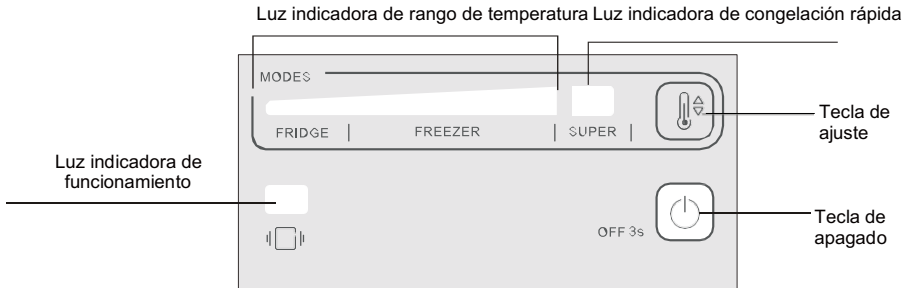 Luz indicadora de rango de temperatura Luz indicadora de congelación rápida
MODES
FRIDGE | FREEZER | SUPER |
Tecla de
ajuste
Luz indicadora de
funcionamiento
OFF 3s
Tecla de
apagado